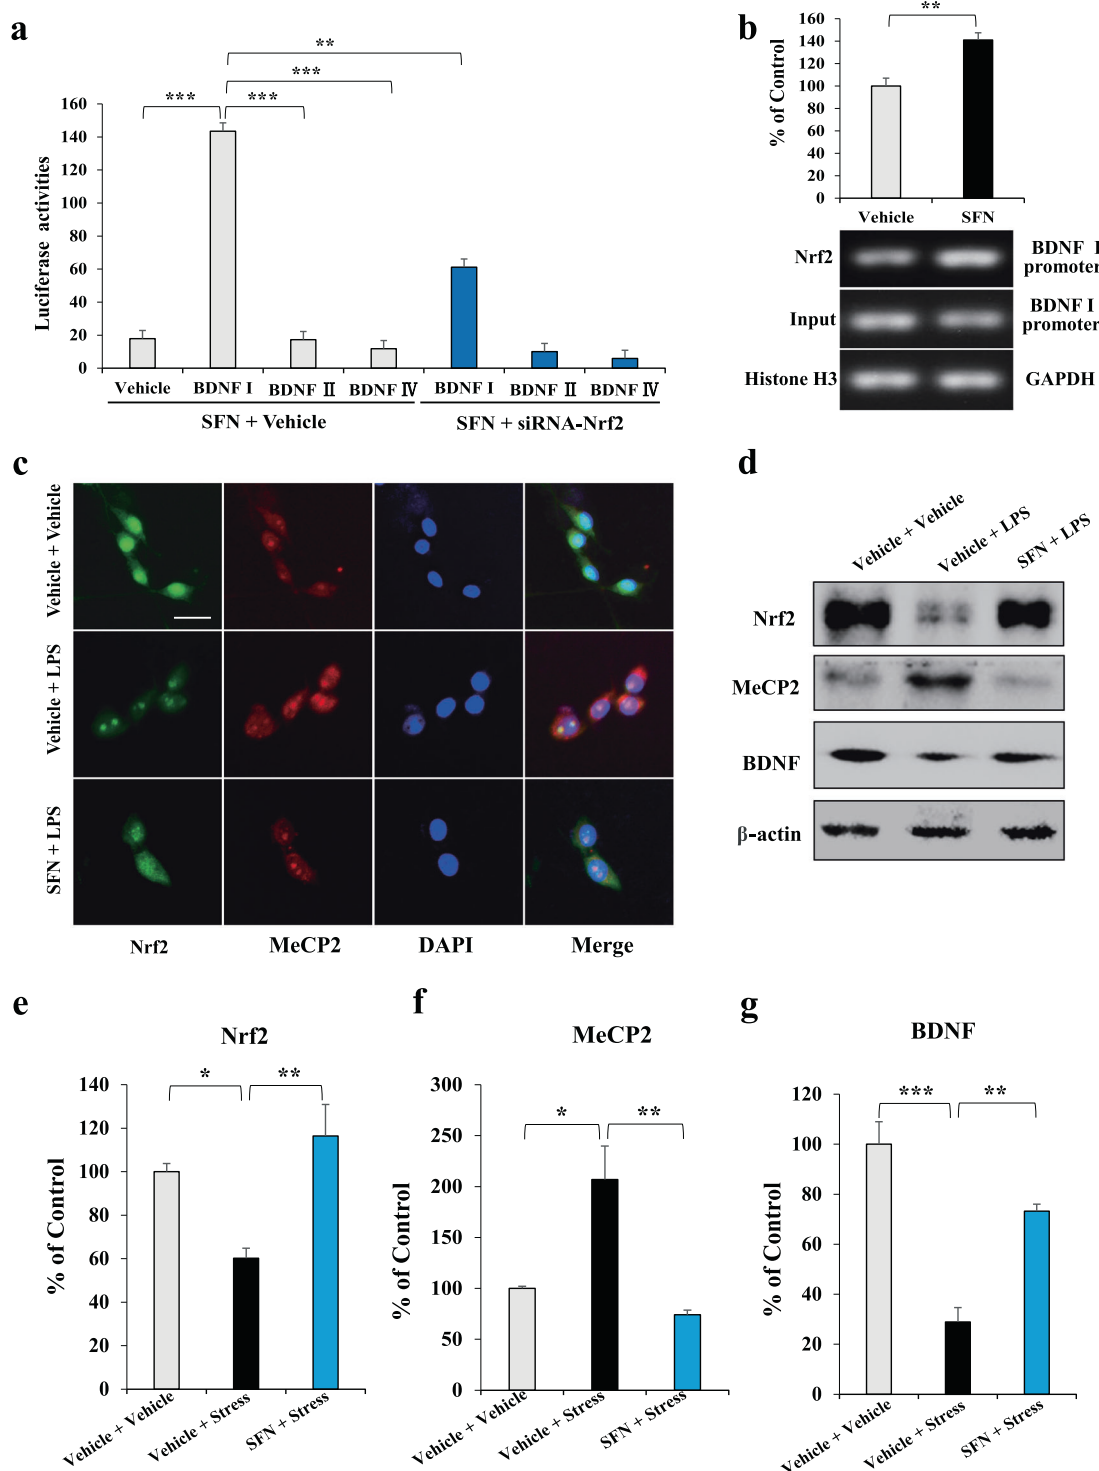 a
**
***
***
***
160
140
120
100
80
60
40
20
0
Luciferase activities
Vehicle BDNF I BDNF II BDNF IV BDNF I BDNF II BDNF IV
SFN + Vehicle SFN + siRNA-Nrf2
b
**
160
140
120
100
80
60
40
20
0
% of Control
Vehicle SFN
Nrf2 BDNF I promoter
Input BDNF I promoter
Histone H3 GAPDH
c
Vehicle + Vehicle
Vehicle + LPS
SFN + LPS
Nrf2 MeCP2 DAPI Merge
d
Vehicle + Vehicle Vehicle + LPS SFN + LPS
Nrf2
MeCP2
BDNF
β-actin
e
Nrf2
* **
140
120
100
80
60
40
20
0
% of Control
Vehicle + Vehicle Vehicle + Stress SFN + Stress
f
MeCP2
* **
300
250
200
150
100
50
0
% of Control
Vehicle + Vehicle Vehicle + Stress SFN + Stress
g
BDNF
*** **
120
100
80
60
40
20
0
% of Control
Vehicle + Vehicle Vehicle + Stress SFN + Stress